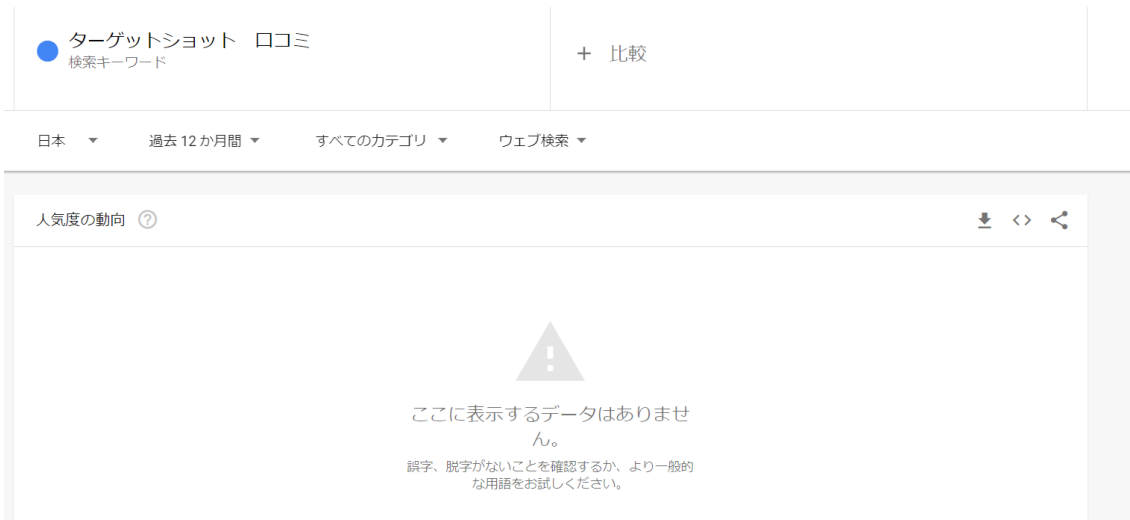 ターゲットショット　口コミ
検索キーワード
+ 比較
日本
過去 12 か月間
すべてのカテゴリ
ウェブ検索
人気度の動向
ここに表示するデータはありませ
ん。
誤字、脱字がないことを確認するか、より一般的
な用語をお試しください。